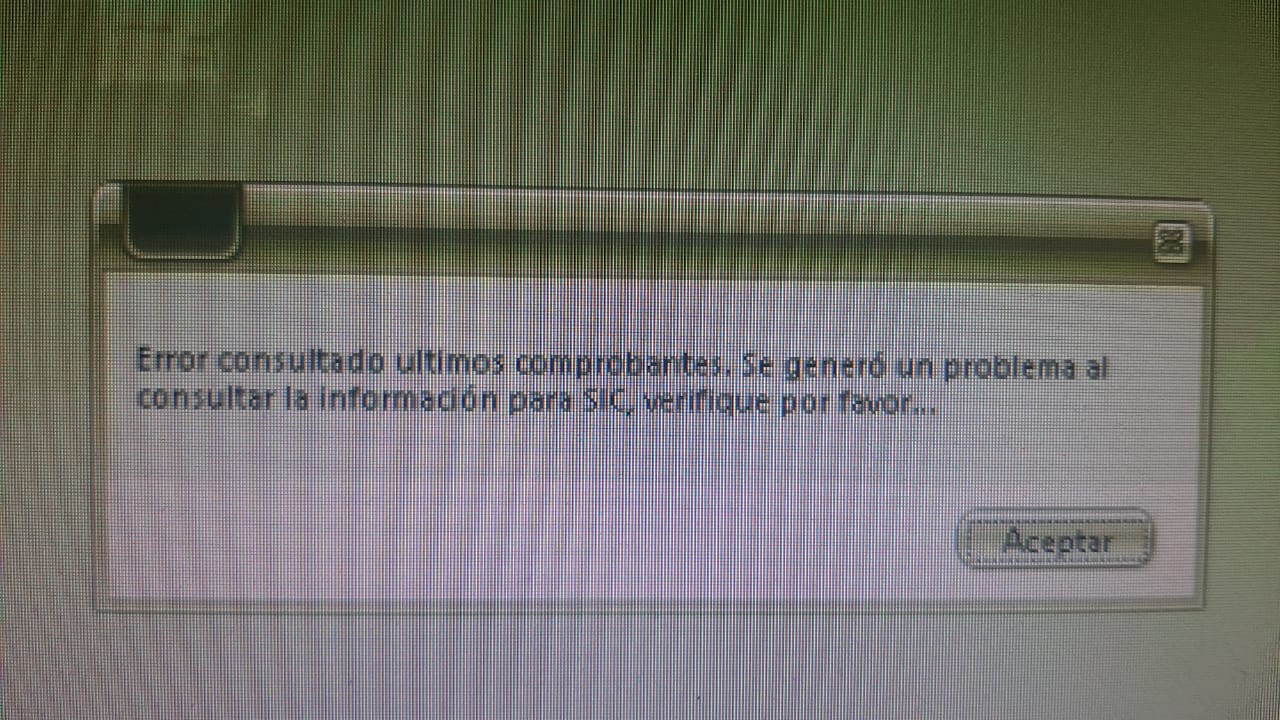 Error consultado ultimos comprobantes. Se generó un problema al
consultar la información para SIC, verifique por favor...
Aceptar